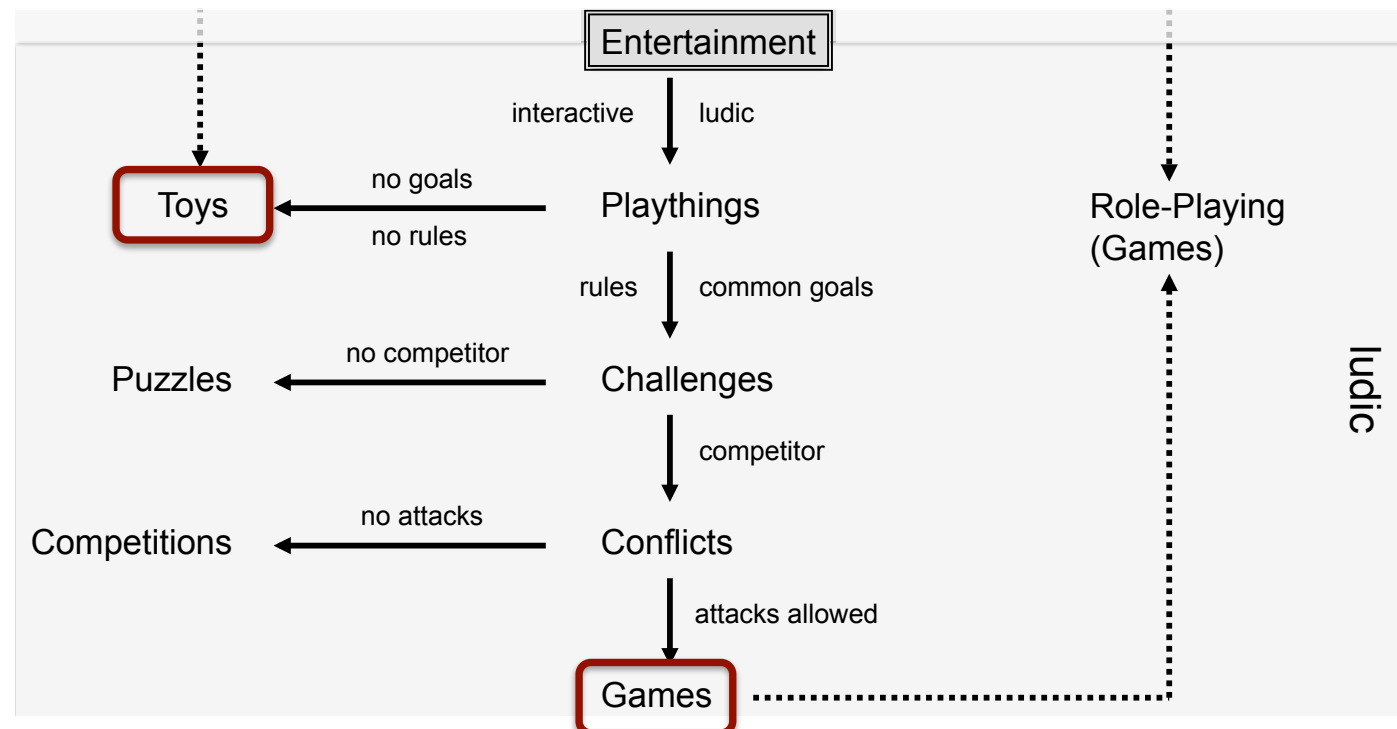 Entertainment
interactive
ludic
no goals
Toys
Playthings
Role-Playing
(Games)
no rules
rules
common goals
no competitor
Puzzles
Challenges
ludic
competitor
no attacks
Competitions
Conflicts
attacks allowed
Games